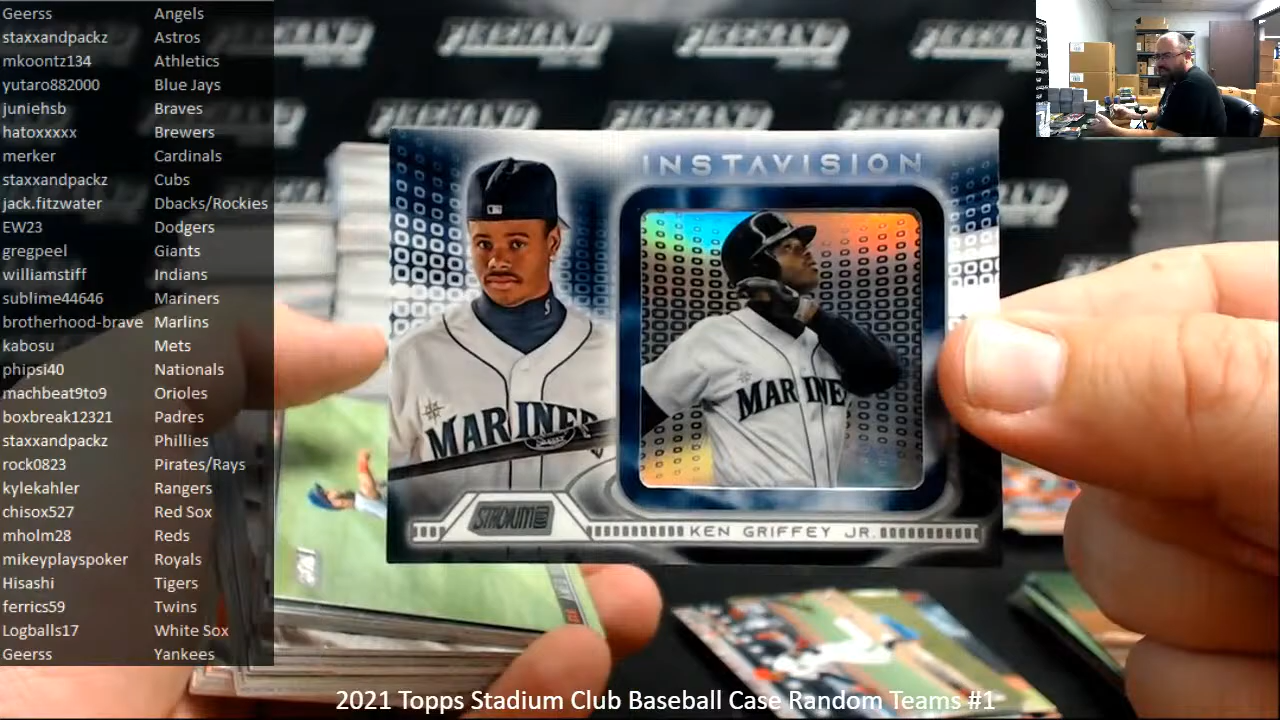 Geerss Angels
staxxandpackz Astros
mkoontz134 Athletics
yutaro882000 Blue Jays
juniehsb Braves
hatoxxxxx Brewers
merker Cardinals
staxxandpackz Cubs
jack.fitzwater Dbacks/Rockies
EW23 Dodgers
gregpeel Giants
williamstiff Indians
sublime44646 Mariners
brotherhood-brave Marlins
kabosu Mets
phipsi40 Nationals
machbeat9to9 Orioles
boxbreak12321 Padres
staxxandpackz Phillies
rock0823 Pirates/Rays
kylekahler Rangers
chisox527 Red Sox
mholm28 Reds
mikeyplayspoker Royals
Hisashi Tigers
ferrics59 Twins
Logballs17 White Sox
Geerss Yankees
INSTAVISION
MARINE
MARINE
STADIUM
KEN GRIFFEY JR.
2021 Topps Stadium Club Baseball Case Random Teams #1